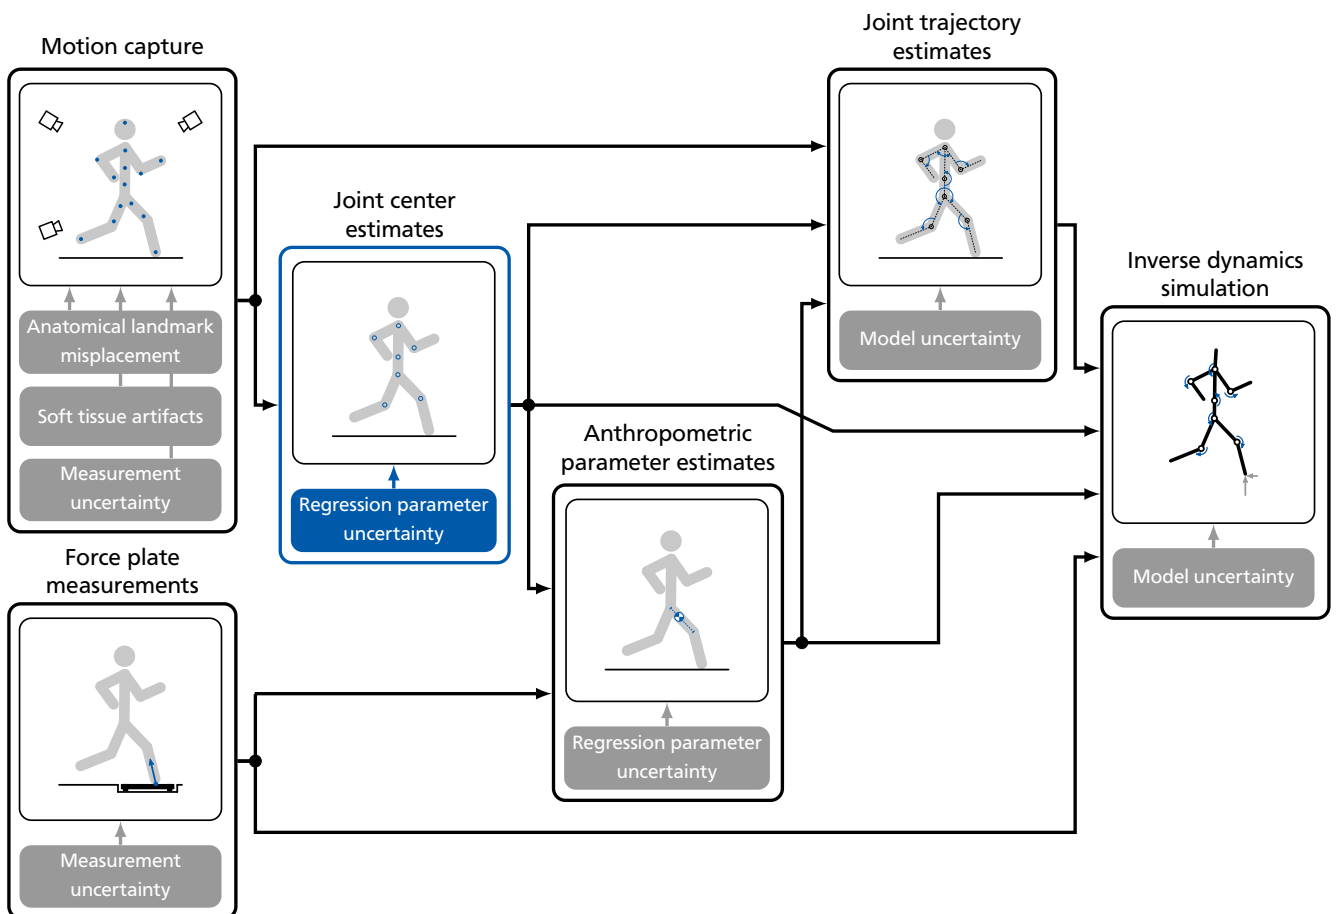 Motion capture
Anatomical landmark
misplacement
Soft tissue artifacts
Measurement
uncertainty
Force plate
measurements
Measurement
uncertainty
Joint center
estimates
Regression parameter
uncertainty
Anthropometric
parameter estimates
Regression parameter
uncertainty
Joint trajectory
estimates
Model uncertainty
Inverse dynamics
simulation
Model uncertainty